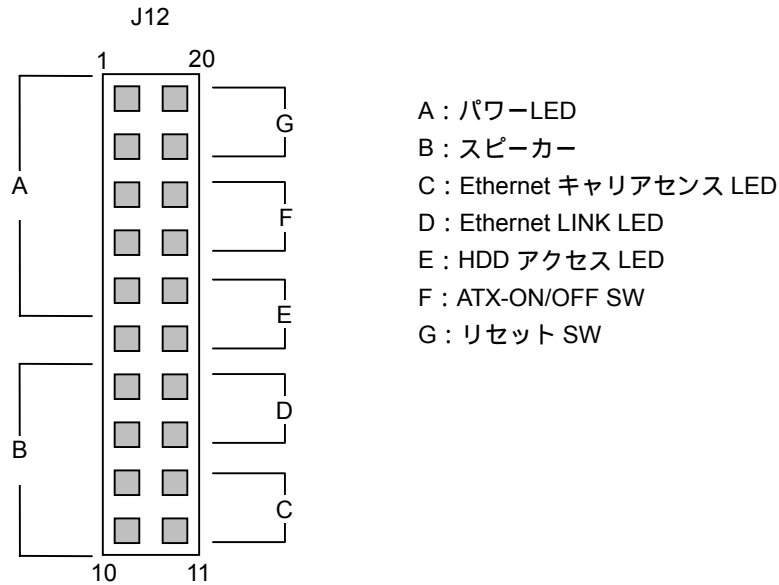 J12
1 20
A
B
G
F
E
D
C
10 11
A：パワーLED
B：スピーカー
C：Ethernet キャリアセンス LED
D：Ethernet LINK LED
E：HDD アクセス LED
F：ATX-ON/OFF SW
G：リセット SW